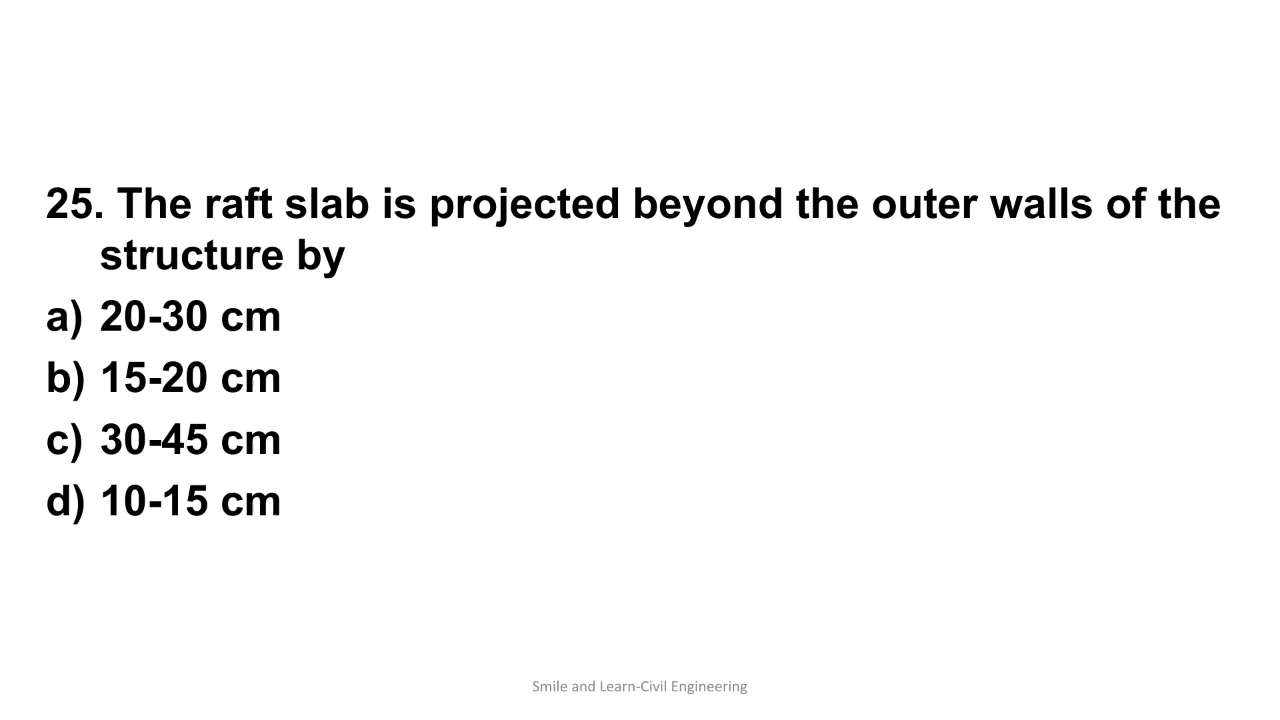 25. The raft slab is projected beyond the outer walls of the
structure by
a) 20-30 cm
b) 15-20 cm
c) 30-45 cm
d) 10-15 cm
Smile and Learn-Civil Engineering